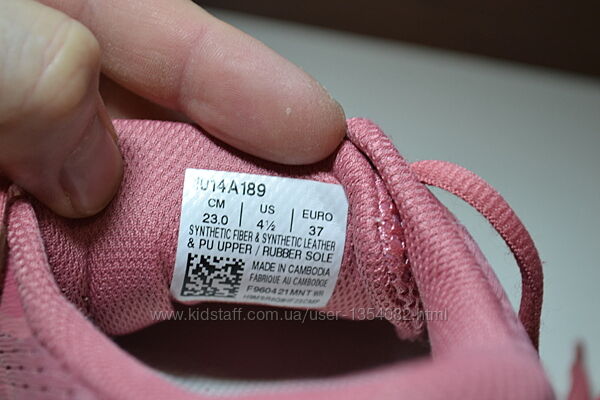 1014A189
CM US EURO
23.0 4½ 37
SYNTHETIC FIBER & SYNTHETIC LEATHER
& PU UPPER / RUBBER SOLE
MADE IN CAMBODIA
FABRIQUE AU CAMBODGE
F960421MNT
www.kidstaff.com.ua/user-1354082.html